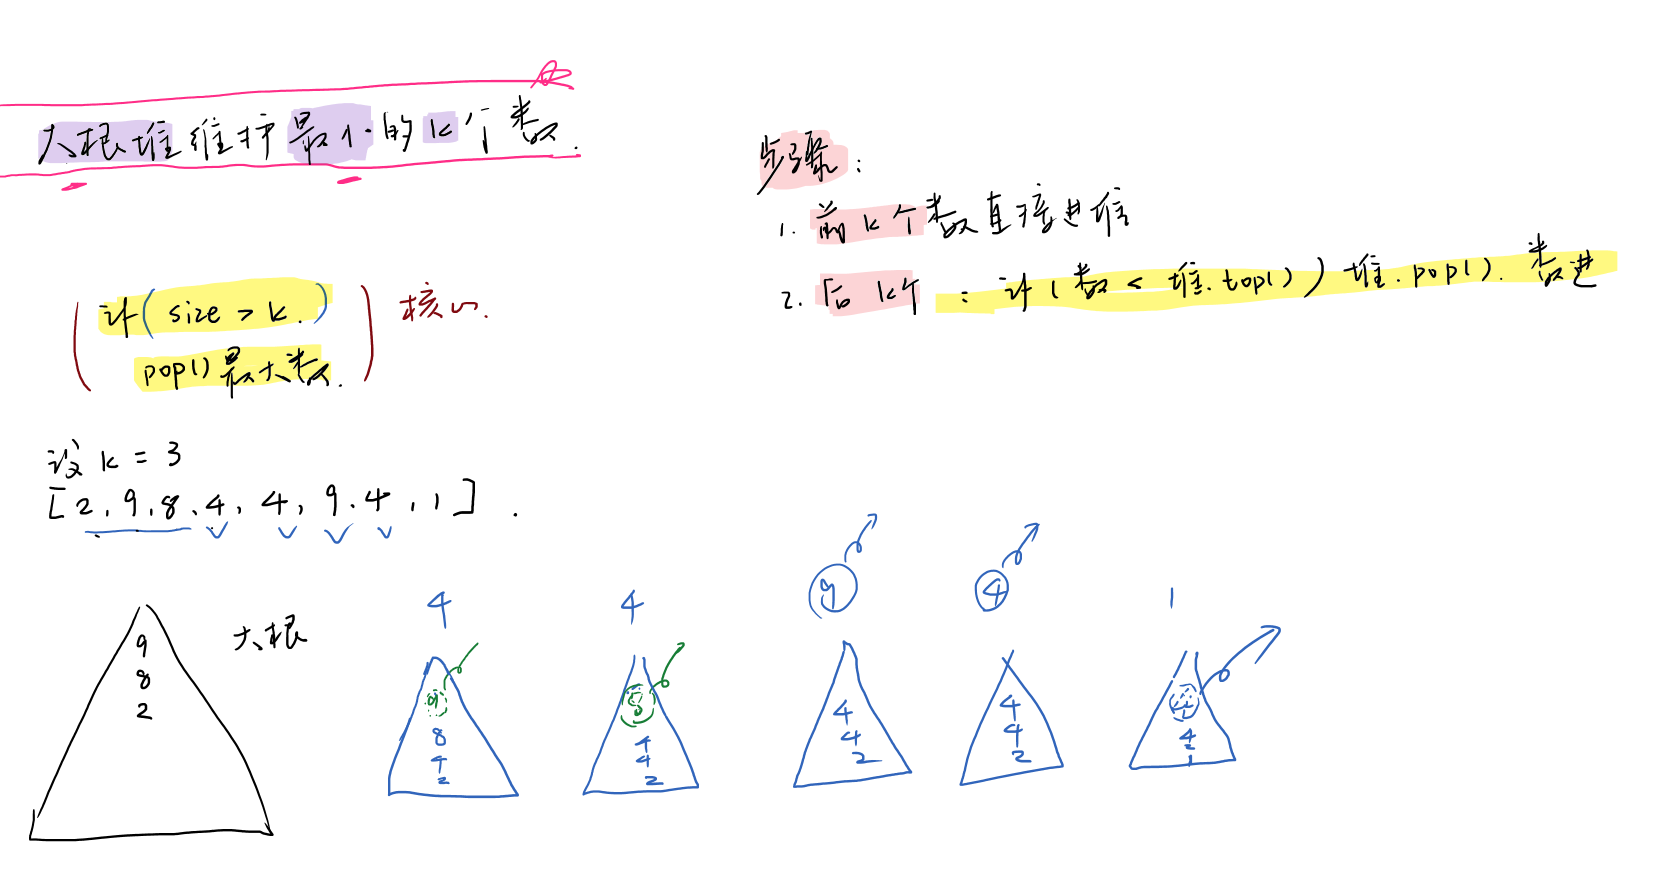 大根堆维护最小的k个数.
步骤:
1. 前k个数直接进堆
2. 后k个: if(数 < 堆.top()) 堆.pop(). 数进
if(size > k.)
pop()最大数.
核心.
设 k = 3
[2, 9, 8, 4, 4, 9, 4, 1].
大根
9
8
2
4
9
8
4
2
4
8
4
4
2
9
4
4
2
4
4
4
2
1
4
4
2
1